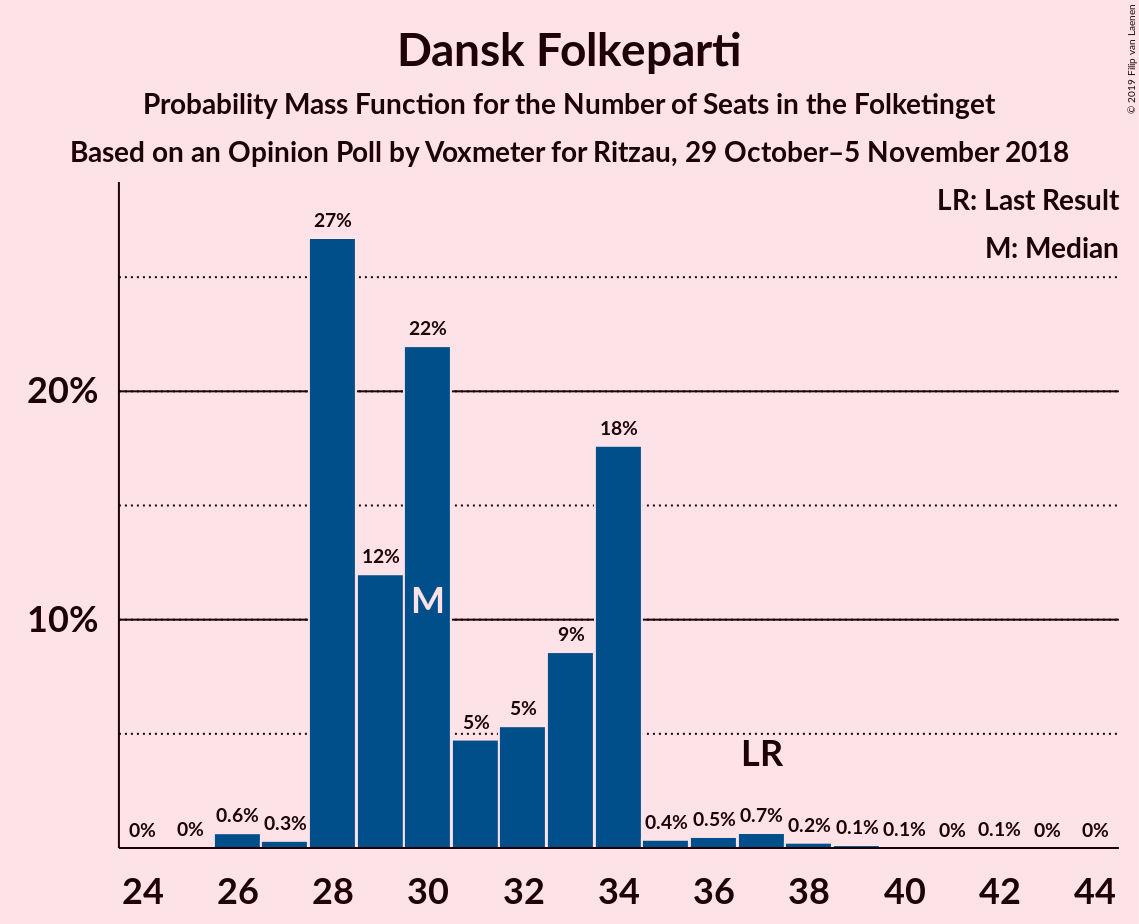 Dansk Folkeparti
Probability Mass Function for the Number of Seats in the Folketinget
Based on an Opinion Poll by Voxmeter for Ritzau, 29 October–5 November 2018
© 2019 Filip van Laenen
LR: Last Result
M: Median
27%
22%
20%
18%
12%
M
10%
9%
5%
5%
LR
0%
0%
0.6%
0.3%
0.4%
0.5%
0.7%
0.2%
0.1%
0.1%
0%
0.1%
0%
0%
24 26 28 30 32 34 36 38 40 42 44